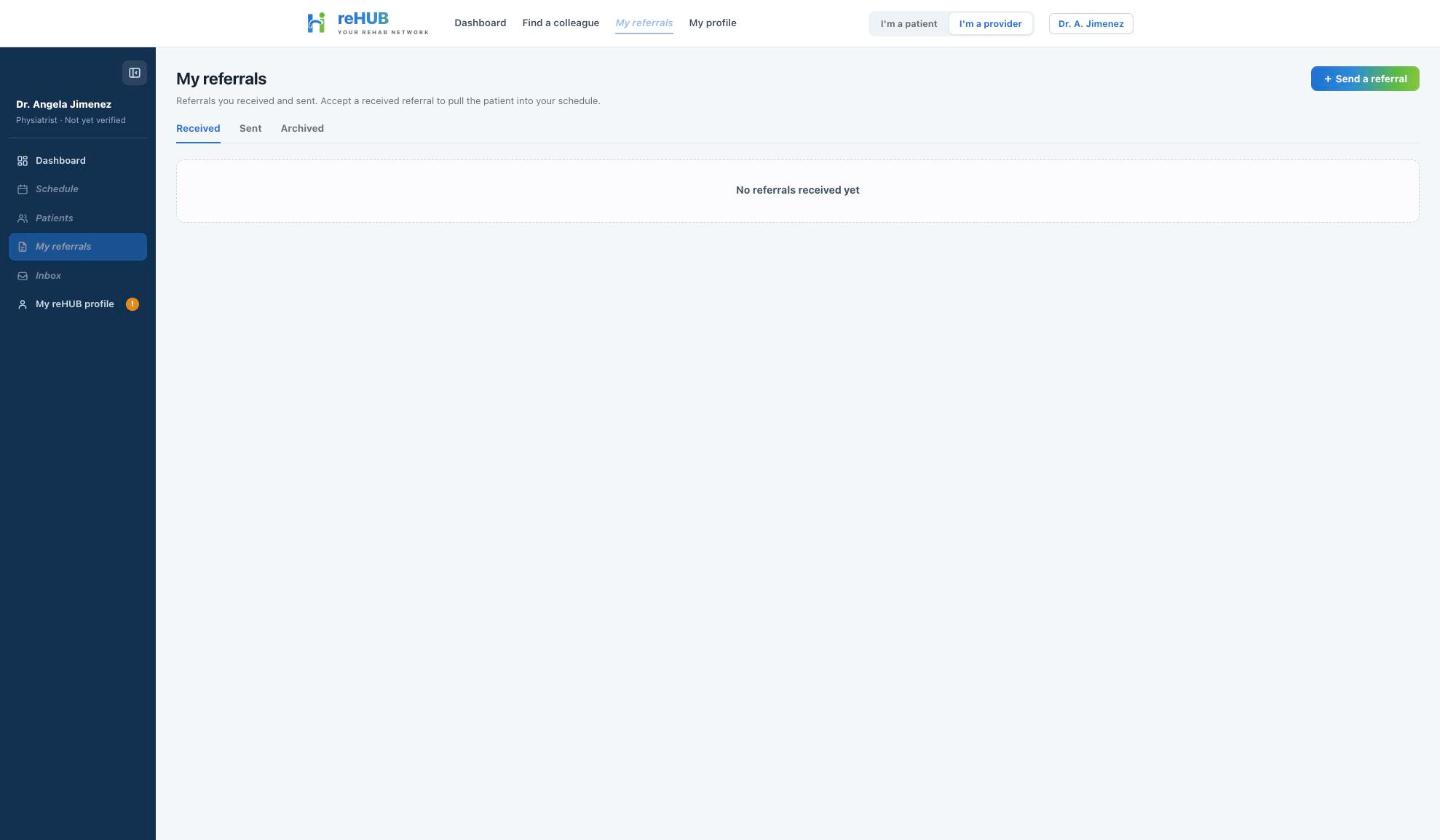 reHUB
YOUR REHAB NETWORK
Dashboard
Find a colleague
My referrals
My profile
I'm a patient
I'm a provider
Dr. A. Jimenez
Dr. Angela Jimenez
Physiatrist · Not yet verified
Dashboard
Schedule
Patients
My referrals
Inbox
My reHUB profile !
My referrals
+ Send a referral
Referrals you received and sent. Accept a received referral to pull the patient into your schedule.
Received
Sent
Archived
No referrals received yet